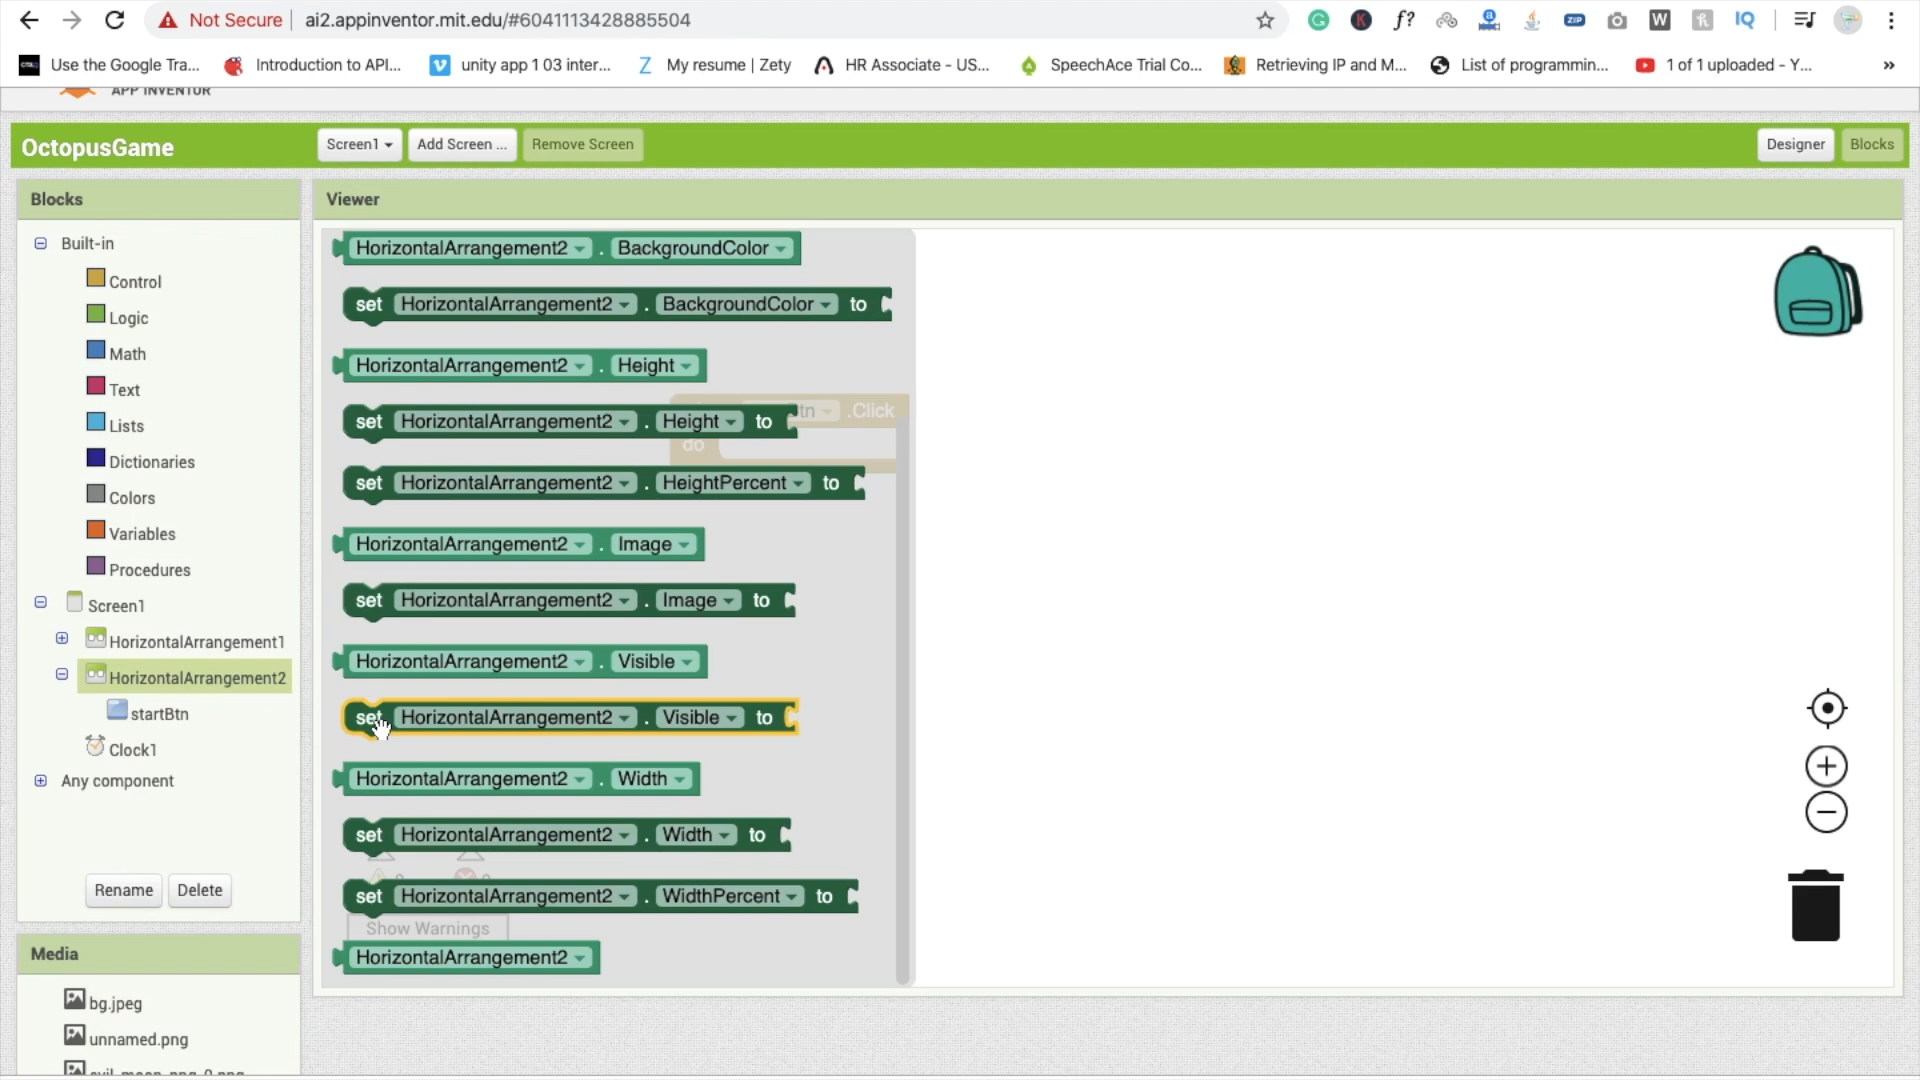 Not Secure ai2.appinventor.mit.edu/#6041113428885504
f? a ZIP W IQ
Use the Google Tra... Introduction to API... unity app 1 03 inter... My resume | Zety HR Associate - US... SpeechAce Trial Co... Retrieving IP and M... List of programmin... 1 of 1 uploaded - Y... »
APP INVENTOR
OctopusGame Screen1 Add Screen ... Remove Screen Designer Blocks
Blocks
Built-in
Control
Logic
Math
Text
Lists
Dictionaries
Colors
Variables
Procedures
Screen1
HorizontalArrangement1
HorizontalArrangement2
startBtn
Clock1
Any component
Rename Delete
Media
bg.jpeg
unnamed.png
Viewer
HorizontalArrangement2 . BackgroundColor
set HorizontalArrangement2 . BackgroundColor to
HorizontalArrangement2 . Height
set HorizontalArrangement2 . Height to
.Click
do
set HorizontalArrangement2 . HeightPercent to
HorizontalArrangement2 . Image
set HorizontalArrangement2 . Image to
HorizontalArrangement2 . Visible
set HorizontalArrangement2 . Visible to
HorizontalArrangement2 . Width
set HorizontalArrangement2 . Width to
set HorizontalArrangement2 . WidthPercent to
Show Warnings
HorizontalArrangement2